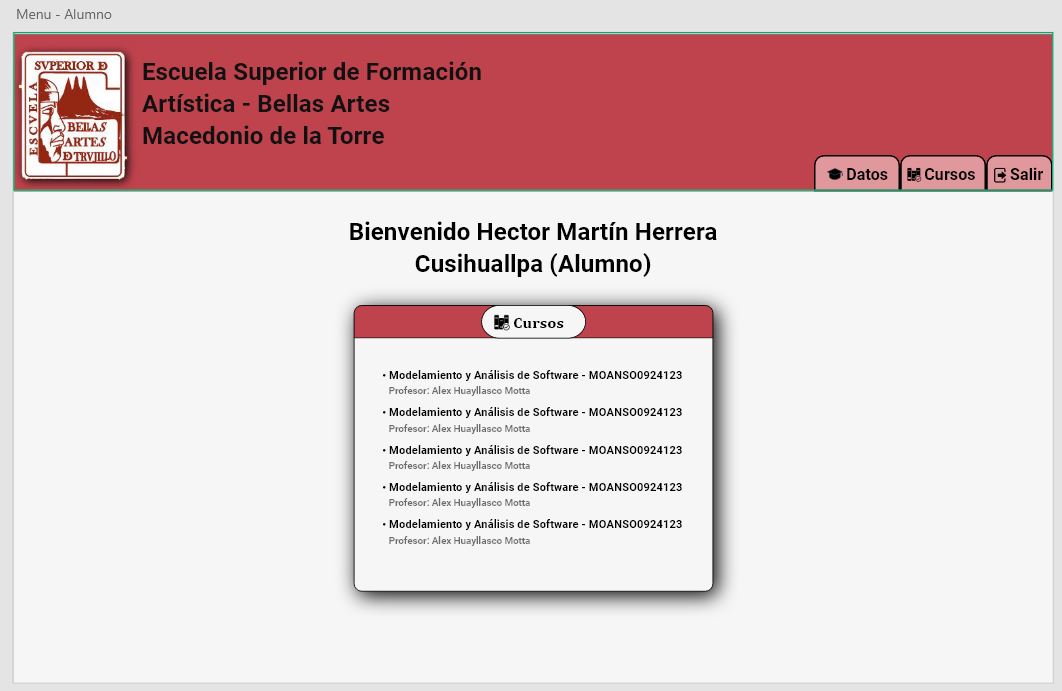 Menu - Alumno
SVPERIOR D
ESCVELA
BELLAS
ARTES
D TRVJILLO
Escuela Superior de Formación
Artística - Bellas Artes
Macedonio de la Torre
Datos
Cursos
Salir
Bienvenido Hector Martín Herrera
Cusihuallpa (Alumno)
Cursos
• Modelamiento y Análisis de Software - MOANSO0924123
Profesor: Alex Huayllasco Motta
• Modelamiento y Análisis de Software - MOANSO0924123
Profesor: Alex Huayllasco Motta
• Modelamiento y Análisis de Software - MOANSO0924123
Profesor: Alex Huayllasco Motta
• Modelamiento y Análisis de Software - MOANSO0924123
Profesor: Alex Huayllasco Motta
• Modelamiento y Análisis de Software - MOANSO0924123
Profesor: Alex Huayllasco Motta